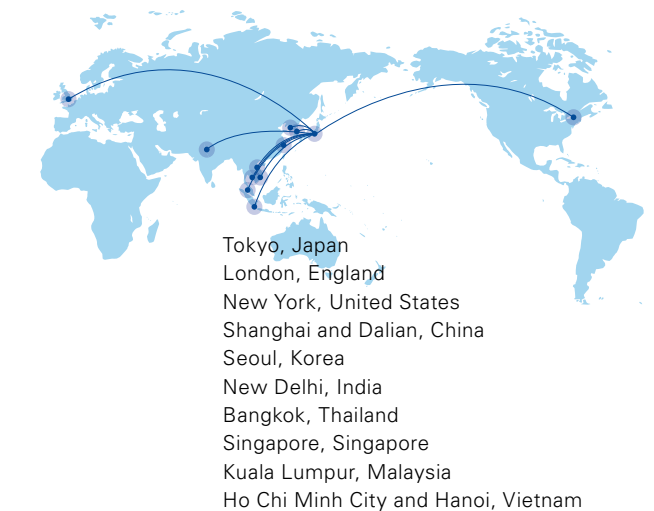 Tokyo, Japan
London, England
New York, United States
Shanghai and Dalian, China
Seoul, Korea
New Delhi, India
Bangkok, Thailand
Singapore, Singapore
Kuala Lumpur, Malaysia
Ho Chi Minh City and Hanoi, Vietnam